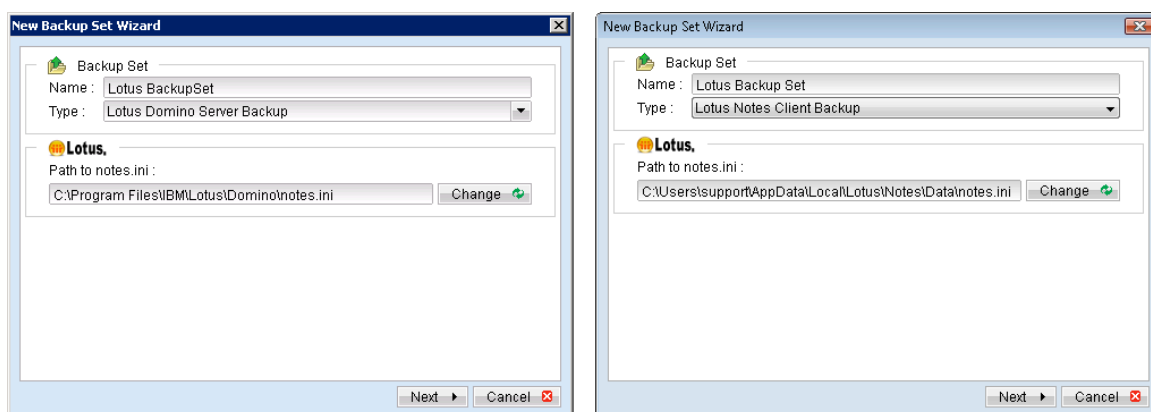 New Backup Set Wizard
Backup Set
Name : Lotus BackupSet
Type : Lotus Domino Server Backup
Lotus.
Path to notes.ini :
C:\Program Files\IBM\Lotus\Domino\notes.ini Change
Next Cancel
New Backup Set Wizard
Backup Set
Name : Lotus Backup Set
Type : Lotus Notes Client Backup
Lotus.
Path to notes.ini :
C:\Users\support\AppData\Local\Lotus\Notes\Data\notes.ini Change
Next Cancel